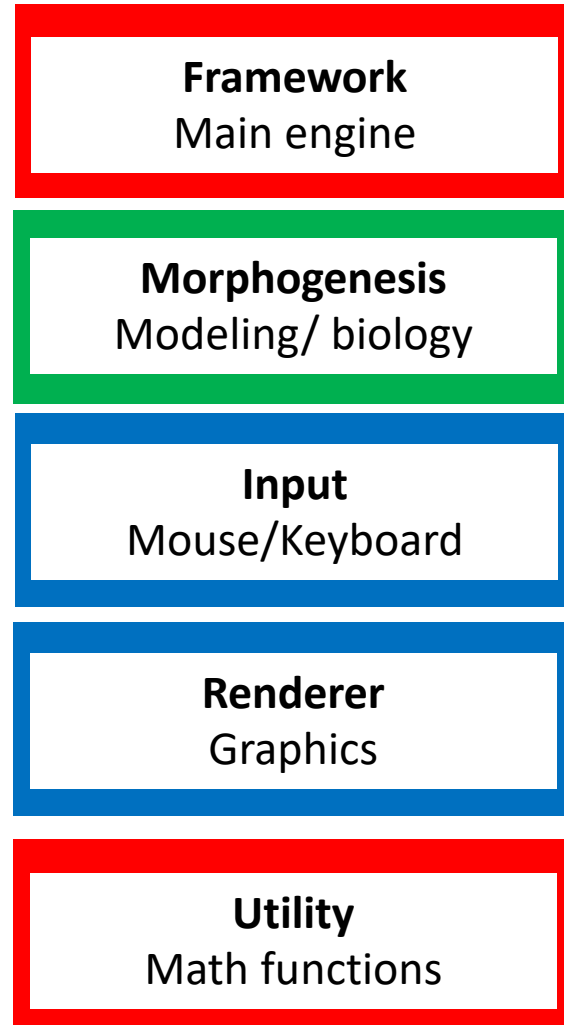 Framework
Main engine
Morphogenesis
Modeling/ biology
Input
Mouse/Keyboard
Renderer
Graphics
Utility
Math functions